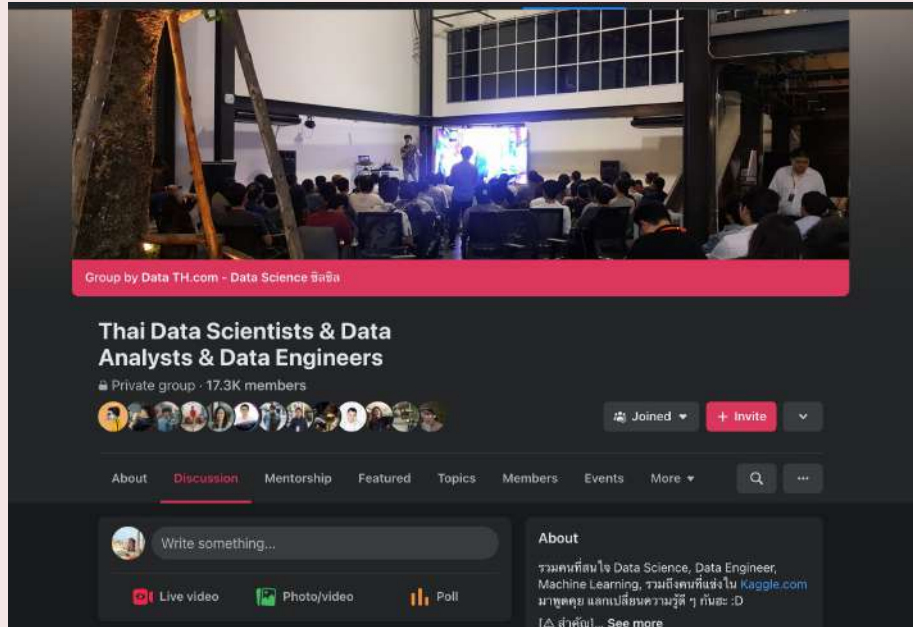 Group by Data TH.com - Data Science ชิลชิล
Thai Data Scientists & Data
Analysts & Data Engineers
Private group · 17.3K members
Joined
+ Invite
About
Discussion
Mentorship
Featured
Topics
Members
Events
More
Write something...
Live video
Photo/video
Poll
About
รวมคนที่สนใจ Data Science, Data Engineer,
Machine Learning, รวมถึงคนที่แข่งใน Kaggle.com
มาพูดคุย แลกเปลี่ยนความรู้ดี ๆ กันฮะ :D
[⚠ สำคัญ]... See more